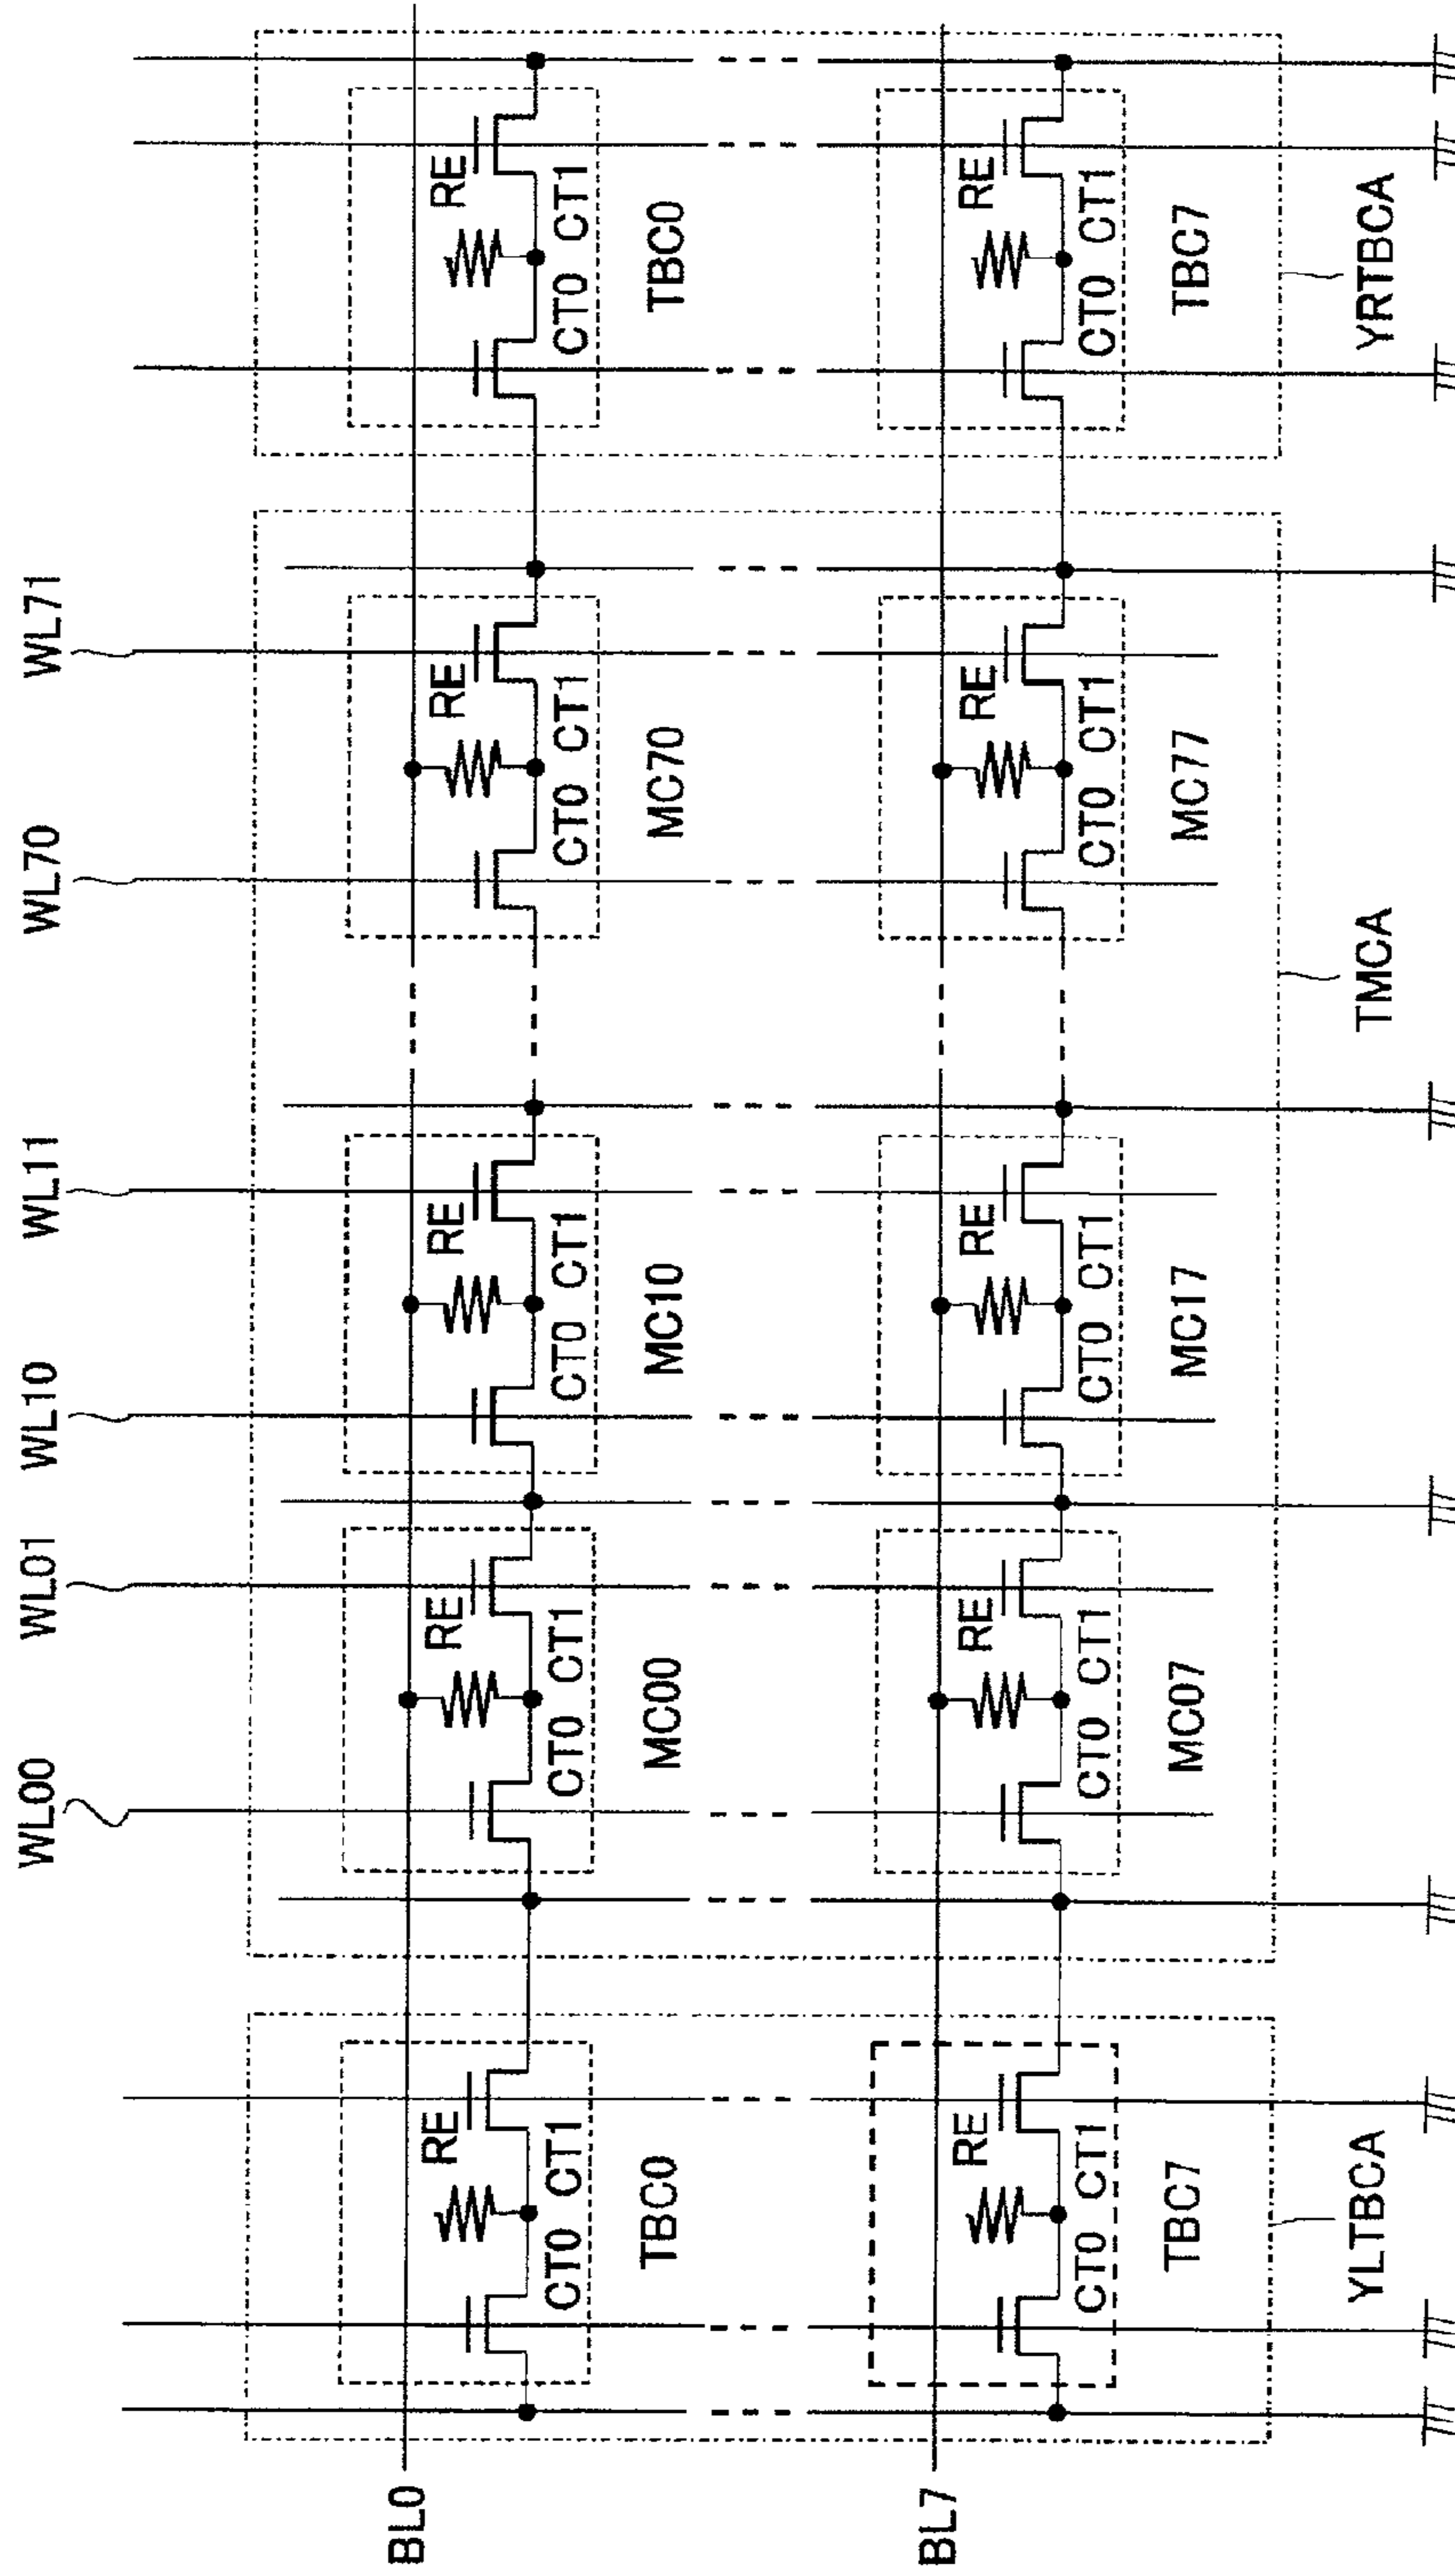 WL00 WL01 WL10 WL11 WL70 WL71
BL0
RE RE RE RE RE
CT0 CT1 CT0 CT1 CT0 CT1 CT0 CT1 CT0 CT1
TBC0 MC00 MC10 MC70 TBC0
BL7
RE RE RE RE RE
CT0 CT1 CT0 CT1 CT0 CT1 CT0 CT1 CT0 CT1
TBC7 MC07 MC17 MC77 TBC7
YLTBCA TMCA YRTBCA